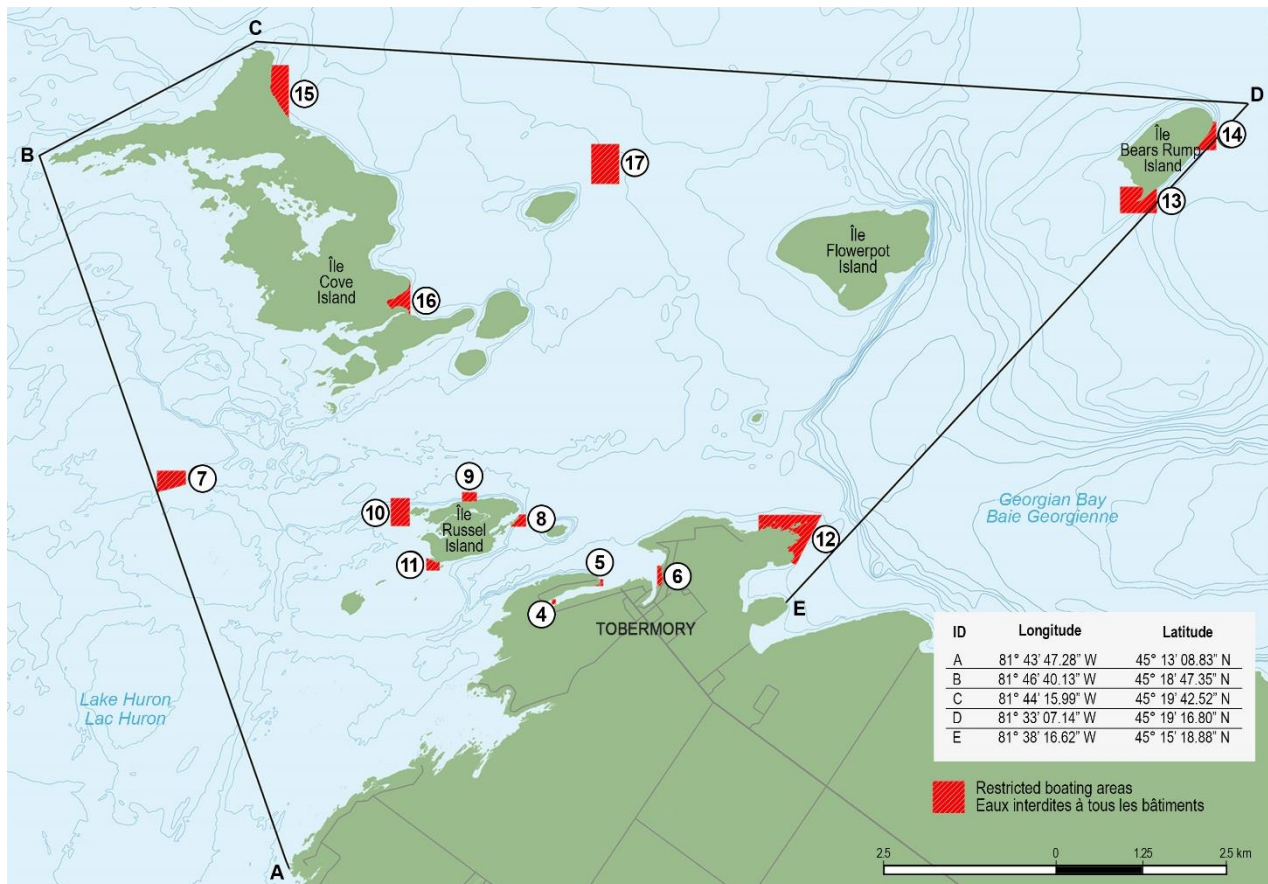 C
D
15
14
Île
Bears Rump
Island
B
17
13
Île
Flowerpot
Island
Île
Cove
Island
16
7
9
10
Île
Russel
Island
8
Georgian Bay
Baie Georgienne
12
11
5
6
4
E
TOBERMORY
ID Longitude Latitude
A 81° 43' 47.28" W 45° 13' 08.83" N
B 81° 46' 40.13" W 45° 18' 47.35" N
C 81° 44' 15.99" W 45° 19' 42.52" N
D 81° 33' 07.14" W 45° 19' 16.80" N
E 81° 38' 16.62" W 45° 15' 18.88" N
Lake Huron
Lac Huron
Restricted boating areas
Eaux interdites à tous les bâtiments
A
2.5 0 1.25 2.5 km